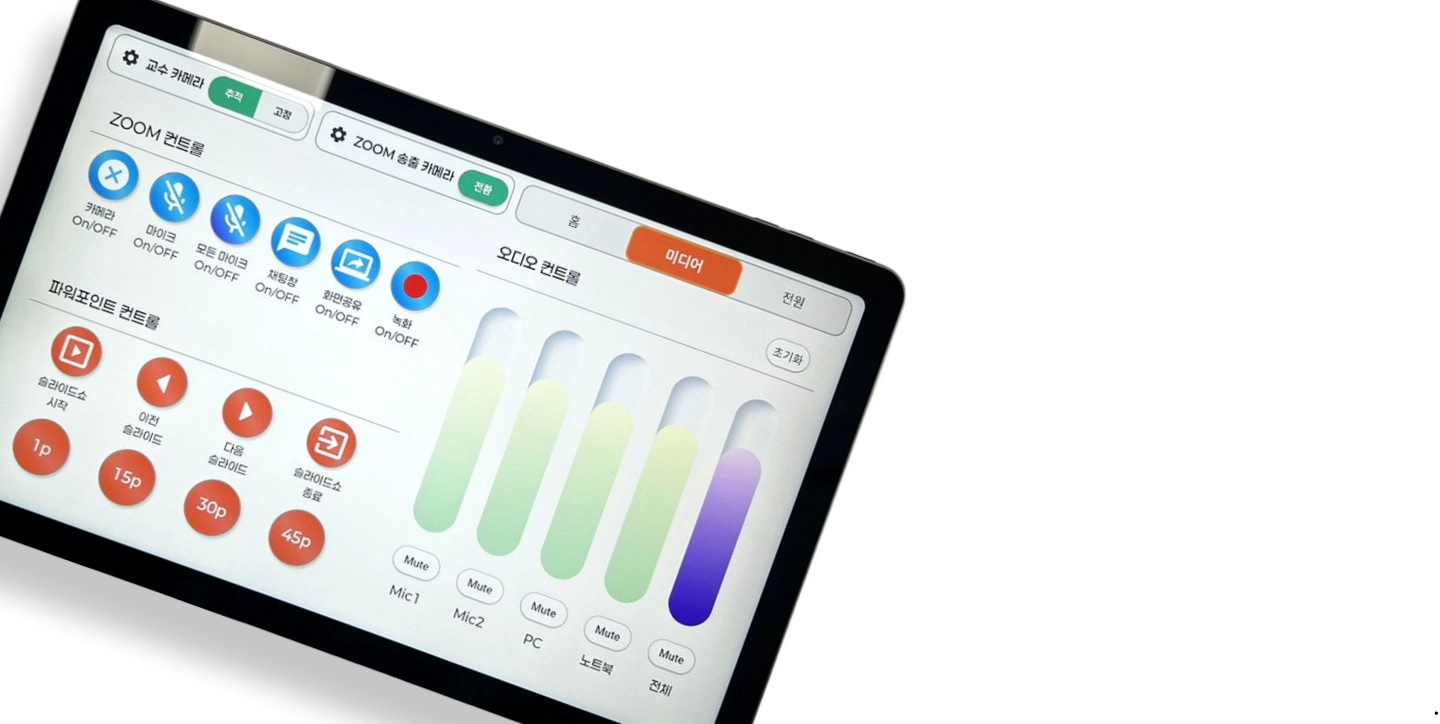 교수 카메라
추적
고정
ZOOM 송출 카메라
전환
홈
미디어
전원
ZOOM 컨트롤
카메라
On/OFF
마이크
On/OFF
모든 마이크
On/OFF
채팅창
On/OFF
화면공유
On/OFF
녹화
On/OFF
파워포인트 컨트롤
슬라이드쇼
시작
이전
슬라이드
다음
슬라이드
슬라이드쇼
종료
1p
15p
30p
45p
오디오 컨트롤
초기화
Mute
Mic1
Mute
Mic2
Mute
PC
Mute
노트북
Mute
전체